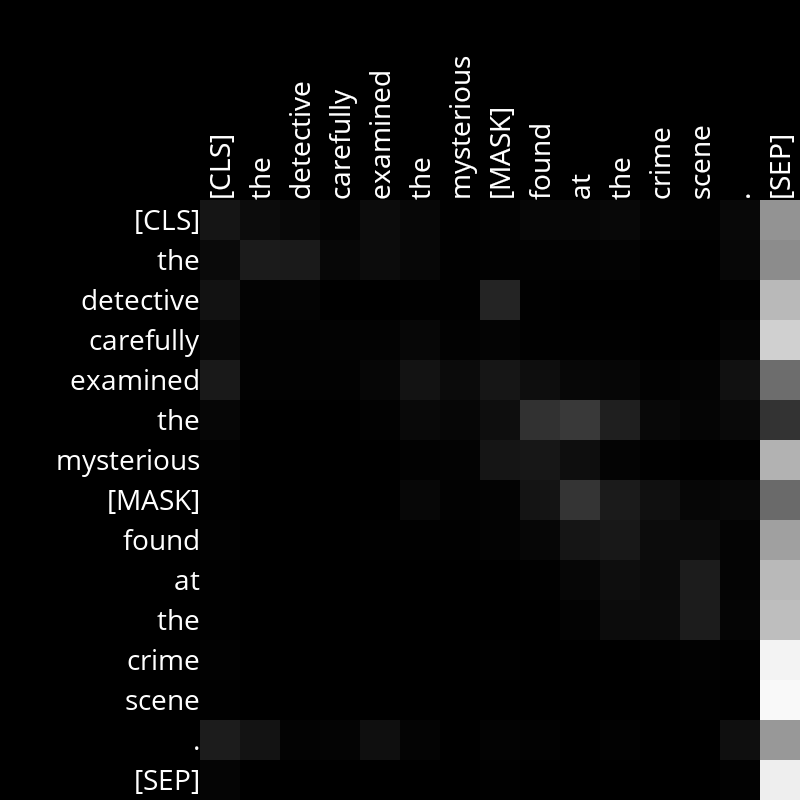 [CLS] the detective carefully examined the mysterious [MASK] found at the crime scene . [SEP]
[CLS]
the
detective
carefully
examined
the
mysterious
[MASK]
found
at
the
crime
scene
.
[SEP]